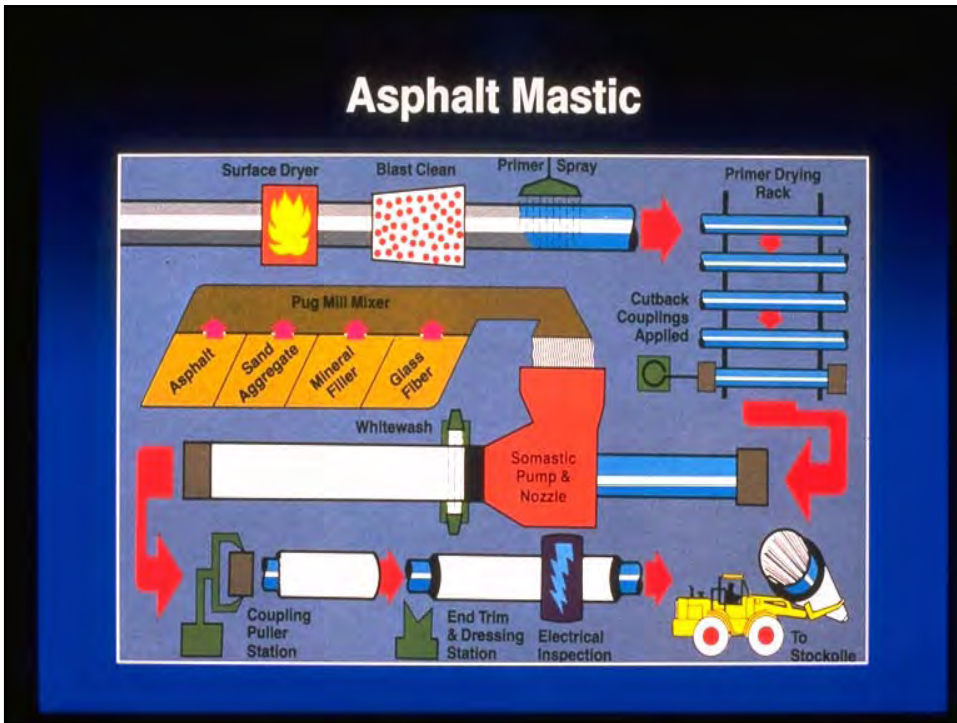 Asphalt Mastic
Surface Dryer
Blast Clean
Primer Spray
Primer Drying
Rack
Pug Mill Mixer
Cutback
Couplings
Applied
Asphalt
Sand
Aggregate
Mineral
Filler
Glass
Fiber
Whitewash
Somastic
Pump &
Nozzle
Coupling
Puller
Station
End Trim
& Dressing
Station
Electrical
Inspection
To
Stockpile